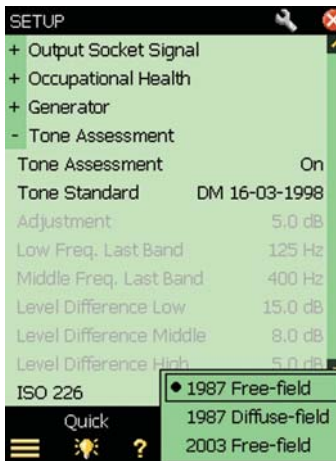 SETUP
+ Output Socket Signal
+ Occupational Health
+ Generator
- Tone Assessment
Tone Assessment On
Tone Standard DM 16-03-1998
Adjustment 5.0 dB
Low Freq. Last Band 125 Hz
Middle Freq. Last Band 400 Hz
Level Difference Low 15.0 dB
Level Difference Middle 8.0 dB
Level Difference High 5.0 dB
ISO 226
• 1987 Free-field
1987 Diffuse-field
2003 Free-field
Quick
?